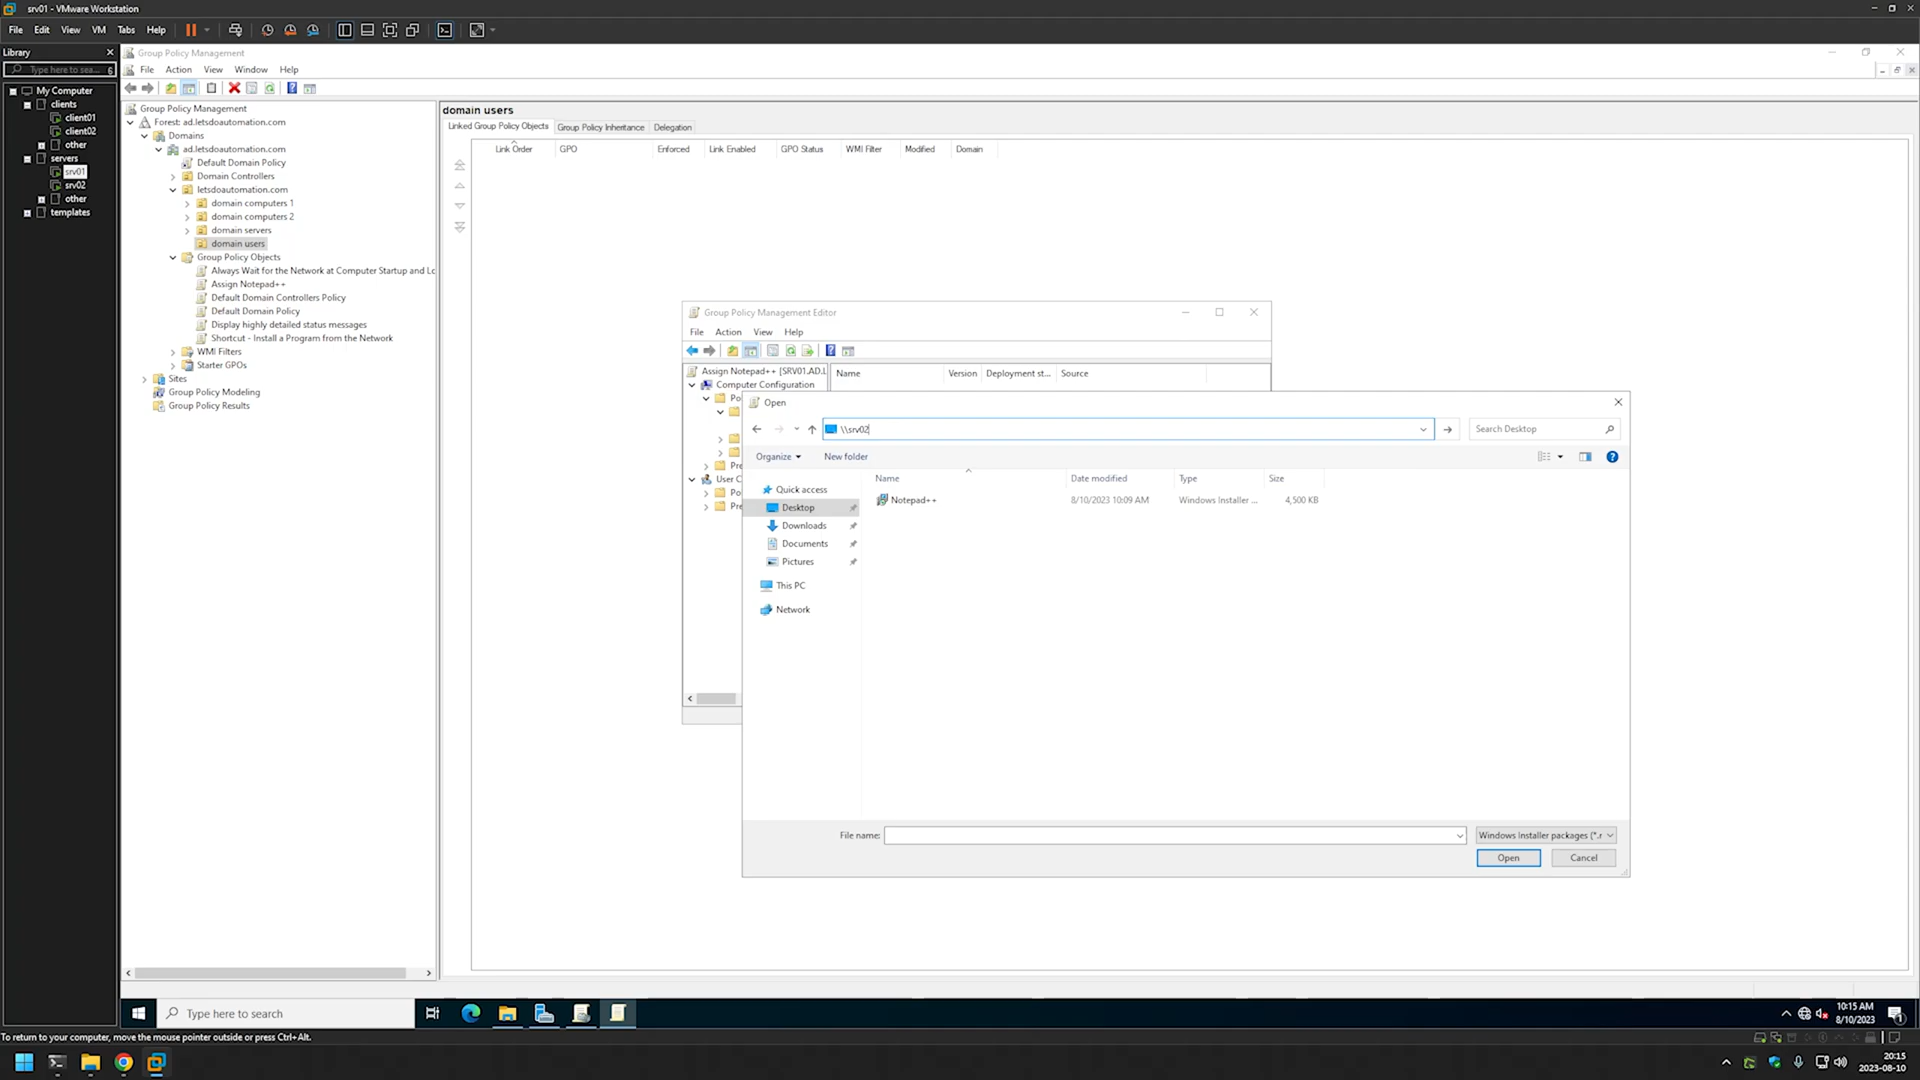 srv01 - VMware Workstation
File Edit View VM Tabs Help
Library
Type here to sea...
My Computer
clients
client01
client02
other
servers
srv01
srv02
other
templates
Group Policy Management
File Action View Window Help
Group Policy Management
Forest: ad.letsdoautomation.com
Domains
ad.letsdoautomation.com
Default Domain Policy
Domain Controllers
letsdoautomation.com
domain computers 1
domain computers 2
domain servers
domain users
Group Policy Objects
Always Wait for the Network at Computer Startup and Lo
Assign Notepad++
Default Domain Controllers Policy
Default Domain Policy
Display highly detailed status messages
Shortcut - Install a Program from the Network
WMI Filters
Starter GPOs
Sites
Group Policy Modeling
Group Policy Results
domain users
Linked Group Policy Objects Group Policy Inheritance Delegation
Link Order GPO Enforced Link Enabled GPO Status WMI Filter Modified Domain
Group Policy Management Editor
File Action View Help
Assign Notepad++ [SRV01.AD.L
Computer Configuration
Po
Pre
User C
Po
Pre
Name Version Deployment st... Source
Open
\\srv02
Search Desktop
Organize New folder
Quick access
Desktop
Downloads
Documents
Pictures
This PC
Network
Name Date modified Type Size
Notepad++ 8/10/2023 10:09 AM Windows Installer ... 4,500 KB
File name:
Windows Installer packages (*.r
Open Cancel
Type here to search
10:15 AM
8/10/2023
To return to your computer, move the mouse pointer outside or press Ctrl+Alt.
20:15
2023-08-10